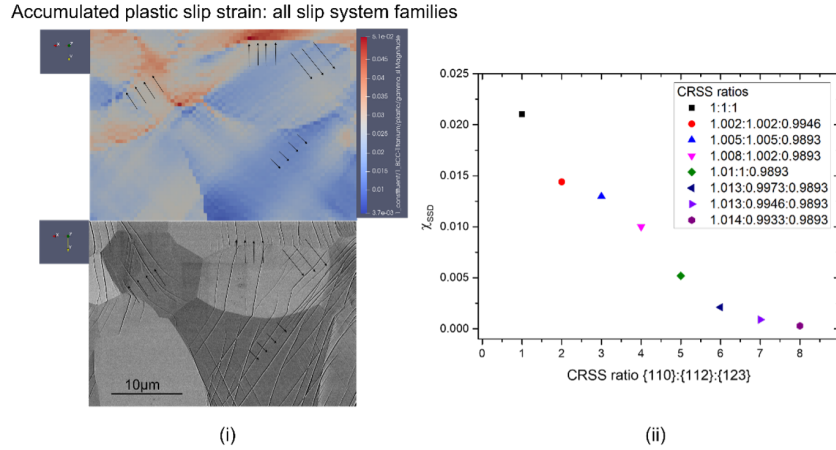 Accumulated plastic slip strain: all slip system families
5.1e-02
0.045
0.04
0.035
0.03
0.025
0.02
0.015
0.01
3.7e-03
10µm
(i)
0.025
0.020
0.015
0.010
0.005
0.000
χSSD
CRSS ratios
1:1:1
1.002:1.002:0.9946
1.005:1.005:0.9893
1.008:1.002:0.9893
1.01:1:0.9893
1.013:0.9973:0.9893
1.013:0.9946:0.9893
1.014:0.9933:0.9893
0 1 2 3 4 5 6 7 8
CRSS ratio {110}:{112}:{123}
(ii)